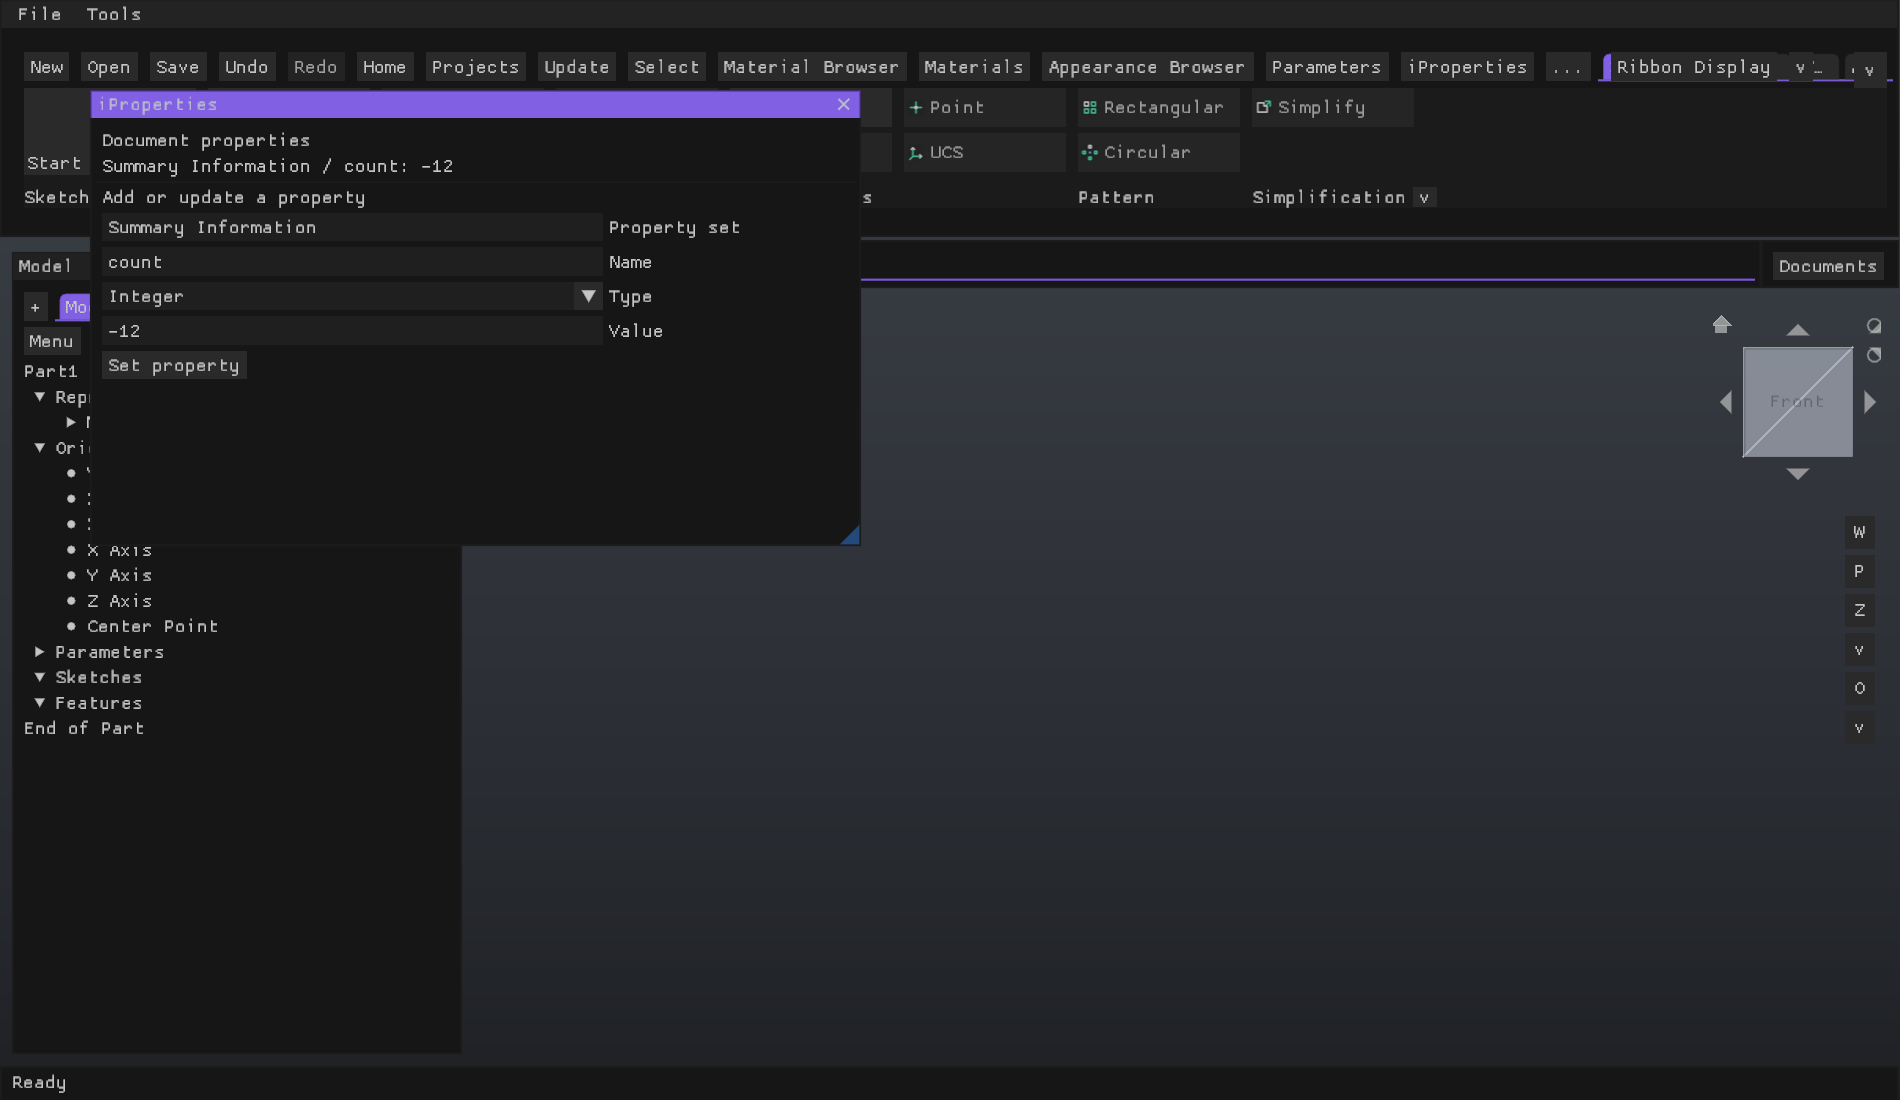 File Tools
New Open Save Undo Redo Home Projects Update Select Material Browser Materials Appearance Browser Parameters iProperties ... Ribbon Display v v
iProperties
Point Rectangular Simplify
Document properties
Start
UCS Circular
Summary Information / count: -12
Sketch
Pattern Simplification v
Add or update a property
Summary Information Property set
count Name
Integer Type
-12 Value
Set property
Model
Documents
+
Menu
Part1
Front
X Axis
Y Axis
Z Axis
Center Point
Parameters
Sketches
Features
End of Part
W
P
Z
v
O
v
Ready